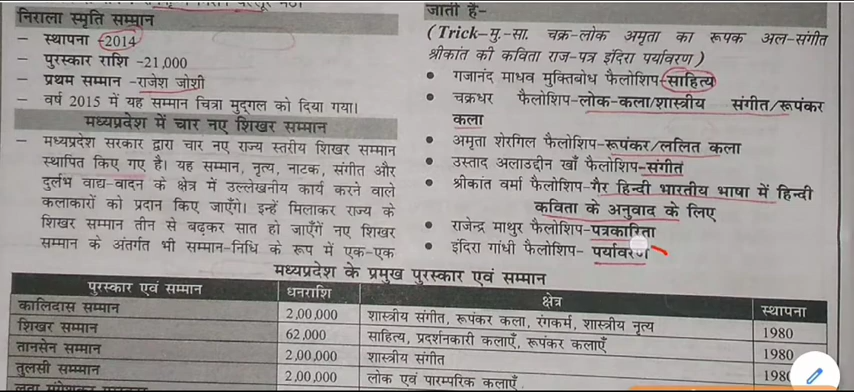 निराला स्मृति सम्मान
– स्थापना -2014
– पुरस्कार राशि -21,000
– प्रथम सम्मान -राजेश जोशी
– वर्ष 2015 में यह सम्मान चित्रा मुद्गल को दिया गया।
मध्यप्रदेश में चार नए शिखर सम्मान
– मध्यप्रदेश सरकार द्वारा चार नए राज्य स्तरीय शिखर सम्मान
स्थापित किए गए है। यह सम्मान, नृत्य, नाटक, संगीत और
दुर्लभ वाद्य-वादन के क्षेत्र में उल्लेखनीय कार्य करने वाले
कलाकारों को प्रदान किए जाएँगे। इन्हें मिलाकर राज्य के
शिखर सम्मान तीन से बढ़कर सात हो जाएँगें नए शिखर
सम्मान के अंतर्गत भी सम्मान-निधि के रूप में एक-एक
जाती हैं-
(Trick-मु.-सा. चक्र-लोक अमृता का रूपक अल-संगीत
श्रीकांत की कविता राज-पत्र इंदिरा पर्यावरण)
• गजानंद माधव मुक्तिबोध फैलोशिप-साहित्य
• चक्रधर फैलोशिप-लोक-कला/शास्त्रीय संगीत/रूपंकर
कला
• अमृता शेरगिल फैलोशिप-रूपंकर/ललित कला
• उस्ताद अलाउद्दीन खाँ फैलोशिप-संगीत
• श्रीकांत वर्मा फैलोशिप-गैर हिन्दी भारतीय भाषा में हिन्दी
कविता के अनुवाद के लिए
• राजेन्द्र माथुर फैलोशिप-पत्रकारिता
• इंदिरा गांधी फैलोशिप- पर्यावरण
मध्यप्रदेश के प्रमुख पुरस्कार एवं सम्मान
पुरस्कार एवं सम्मान धनराशि क्षेत्र स्थापना
कालिदास सम्मान 2,00,000 शास्त्रीय संगीत, रूपंकर कला, रंगकर्म, शास्त्रीय नृत्य 1980
शिखर सम्मान 62,000 साहित्य, प्रदर्शनकारी कलाएँ, रूपंकर कलाएँ 1980
तानसेन सम्मान 2,00,000 शास्त्रीय संगीत
तुलसी सम्म्मान 2,00,000 लोक एवं पारम्परिक कलाएँ